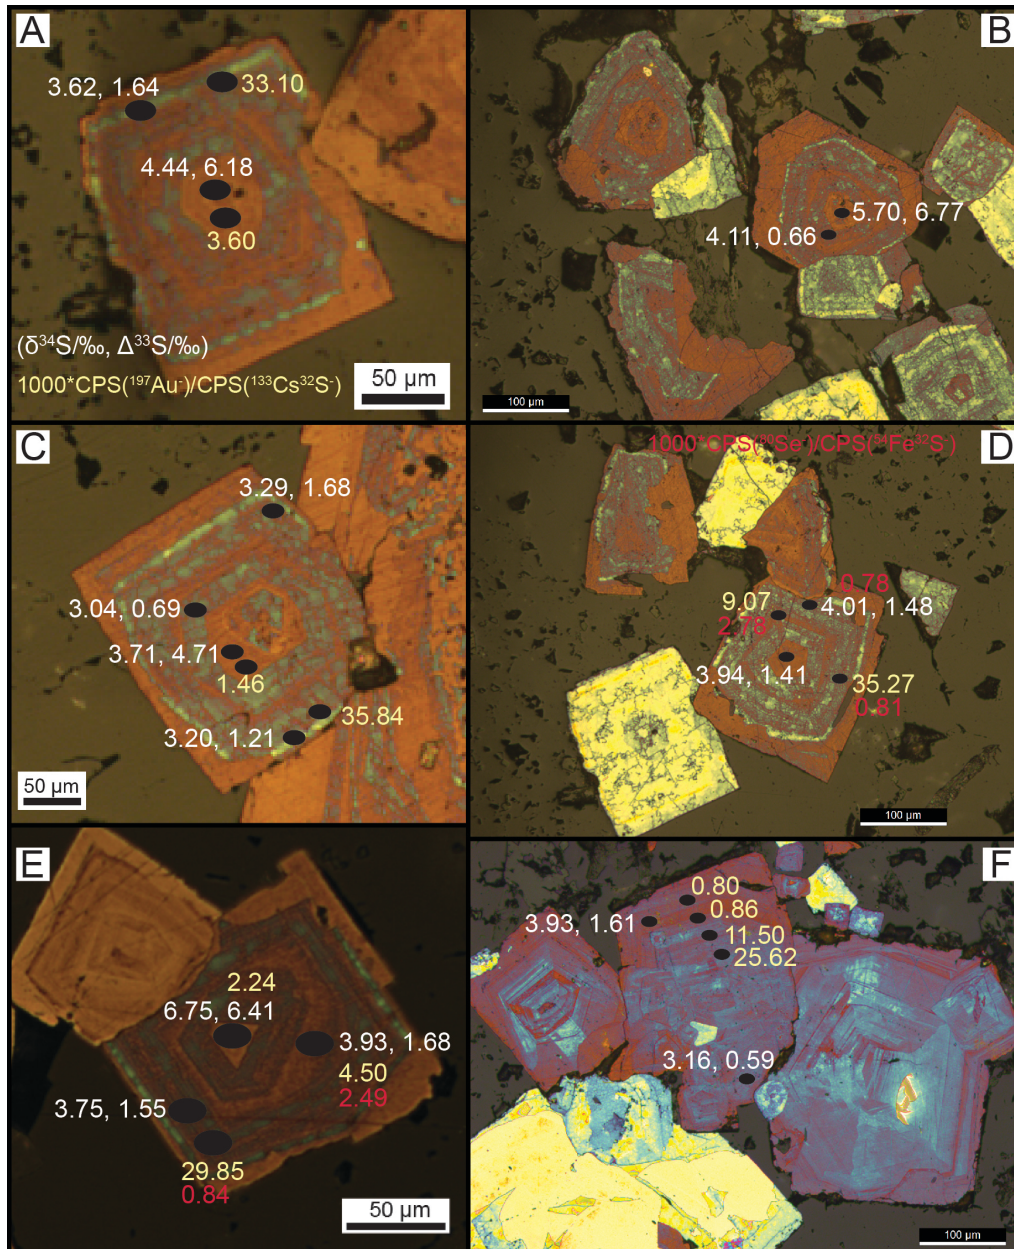 A
3.62, 1.64
33.10
4.44, 6.18
3.60
(δ³⁴S/‰, Δ³³S/‰)
1000*CPS(¹⁹⁷Au⁻)/CPS(¹³³Cs³²S⁻)
50 µm
B
5.70, 6.77
4.11, 0.66
100 µm
C
3.29, 1.68
3.04, 0.69
3.71, 4.71
1.46
35.84
3.20, 1.21
50 µm
1000*CPS(⁸⁰Se⁻)/CPS(⁵⁴Fe³²S⁻)
D
0.78
9.07
4.01, 1.48
2.78
3.94, 1.41
35.27
0.81
100 µm
E
2.24
6.75, 6.41
3.93, 1.68
4.50
2.49
3.75, 1.55
29.85
0.84
50 µm
F
0.80
3.93, 1.61
0.86
11.50
25.62
3.16, 0.59
100 µm